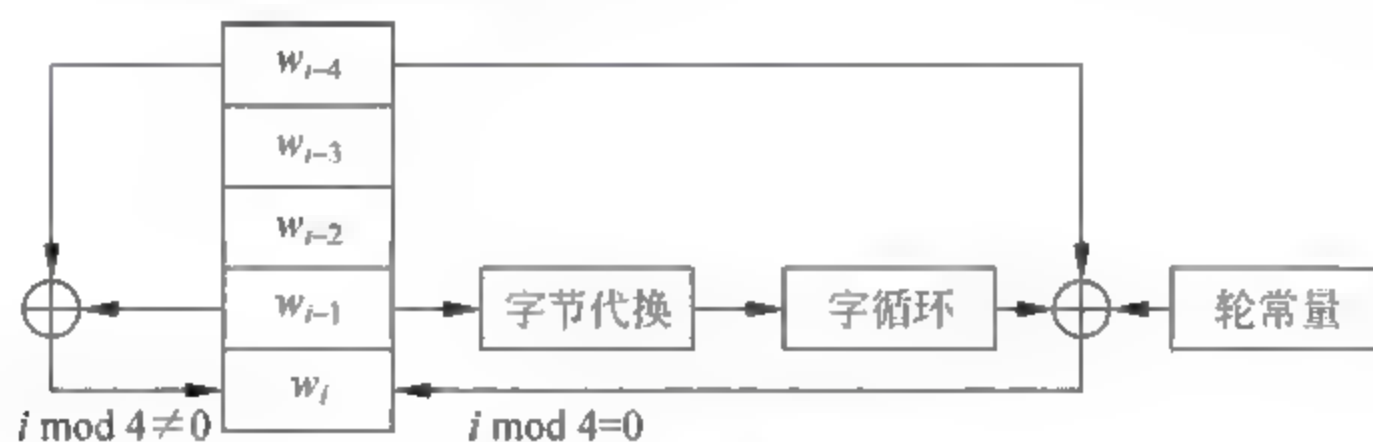 w_{i-4}
w_{i-3}
w_{i-2}
w_{i-1} 字节代换 字循环 轮常量
w_i
i mod 4≠0 i mod 4=0